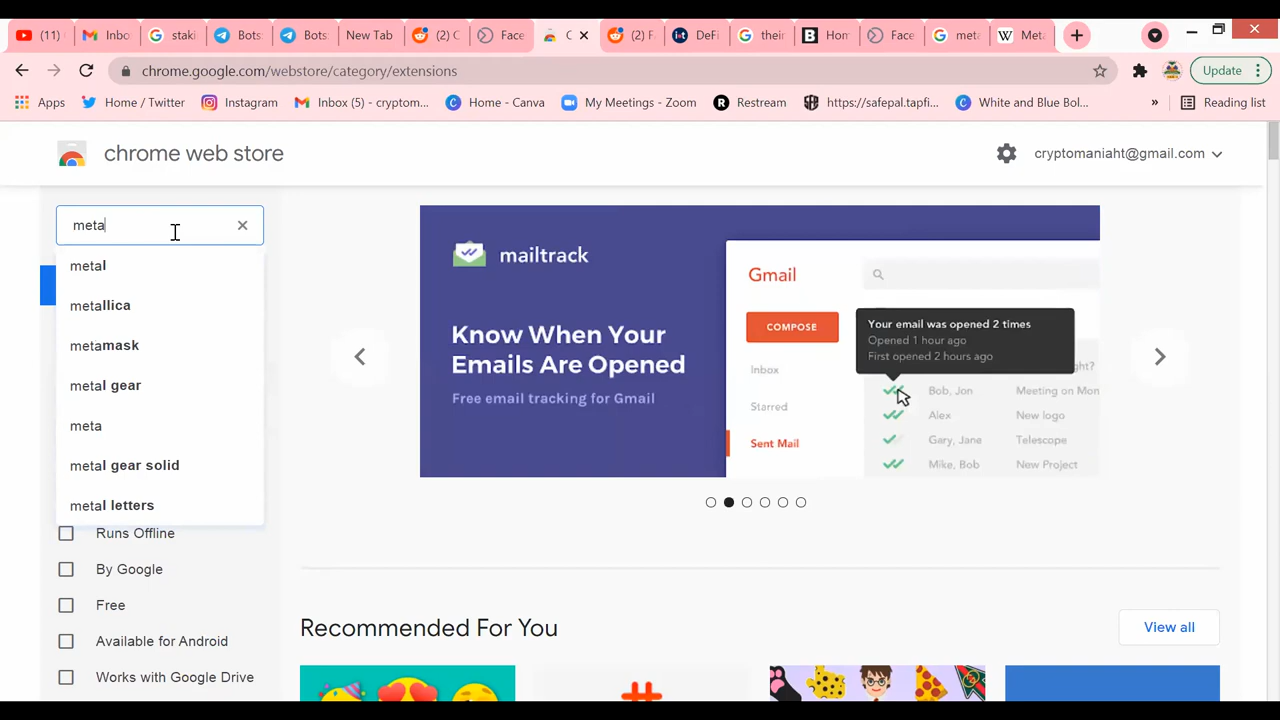 (11)
Inbo
staki
Bots
Bots
New Tab
(2) C
Face
C
(2) F
DeFi
their
Hom
Face
meta
Meta
chrome.google.com/webstore/category/extensions
Update
Apps
Home / Twitter
Instagram
Inbox (5) - cryptom...
Home - Canva
My Meetings - Zoom
Restream
https://safepal.tapfi...
White and Blue Bol...
»
Reading list
chrome web store
cryptomaniaht@gmail.com
meta
metal
metallica
metamask
metal gear
meta
metal gear solid
metal letters
Runs Offline
By Google
Free
Available for Android
Works with Google Drive
mailtrack
Know When Your
Emails Are Opened
Free email tracking for Gmail
Gmail
COMPOSE
Your email was opened 2 times
Opened 1 hour ago
First opened 2 hours ago
Inbox
Starred
Sent Mail
ght?
Bob, Jon
Meeting on Mon
Alex
New logo
Gary, Jane
Telescope
Mike, Bob
New Project
Recommended For You
View all